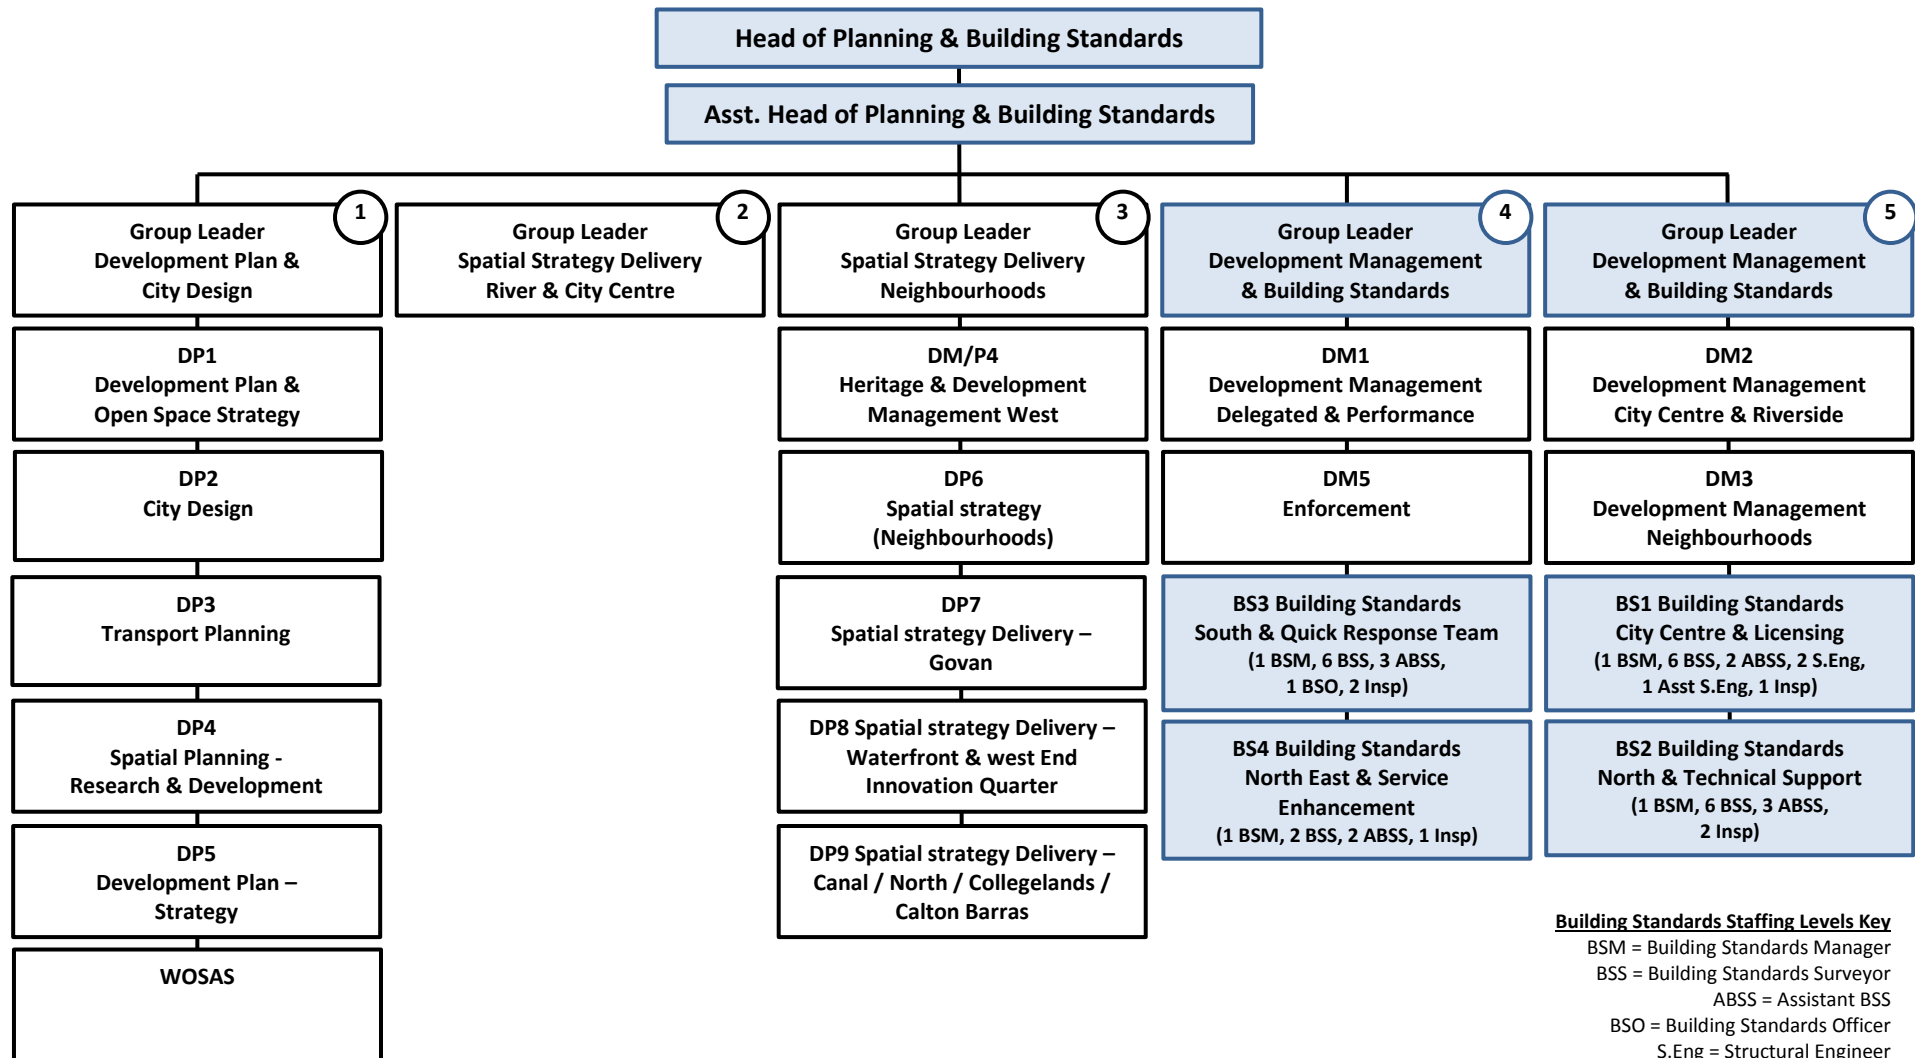 Head of Planning & Building Standards
Asst. Head of Planning & Building Standards
1
Group Leader
Development Plan &
City Design
2
Group Leader
Spatial Strategy Delivery
River & City Centre
3
Group Leader
Spatial Strategy Delivery
Neighbourhoods
4
Group Leader
Development Management
& Building Standards
5
Group Leader
Development Management
& Building Standards
DP1
Development Plan &
Open Space Strategy
DM/P4
Heritage & Development
Management West
DM1
Development Management
Delegated & Performance
DM2
Development Management
City Centre & Riverside
DP2
City Design
DP6
Spatial strategy
(Neighbourhoods)
DM5
Enforcement
DM3
Development Management
Neighbourhoods
DP3
Transport Planning
DP7
Spatial strategy Delivery –
Govan
BS3 Building Standards
South & Quick Response Team
(1 BSM, 6 BSS, 3 ABSS,
1 BSO, 2 Insp)
BS1 Building Standards
City Centre & Licensing
(1 BSM, 6 BSS, 2 ABSS, 2 S.Eng,
1 Asst S.Eng, 1 Insp)
DP4
Spatial Planning -
Research & Development
DP8 Spatial strategy Delivery –
Waterfront & west End
Innovation Quarter
BS4 Building Standards
North East & Service
Enhancement
(1 BSM, 2 BSS, 2 ABSS, 1 Insp)
BS2 Building Standards
North & Technical Support
(1 BSM, 6 BSS, 3 ABSS,
2 Insp)
DP5
Development Plan –
Strategy
DP9 Spatial strategy Delivery –
Canal / North / Collegelands /
Calton Barras
WOSAS
Building Standards Staffing Levels Key
BSM = Building Standards Manager
BSS = Building Standards Surveyor
ABSS = Assistant BSS
BSO = Building Standards Officer
S.Eng = Structural Engineer